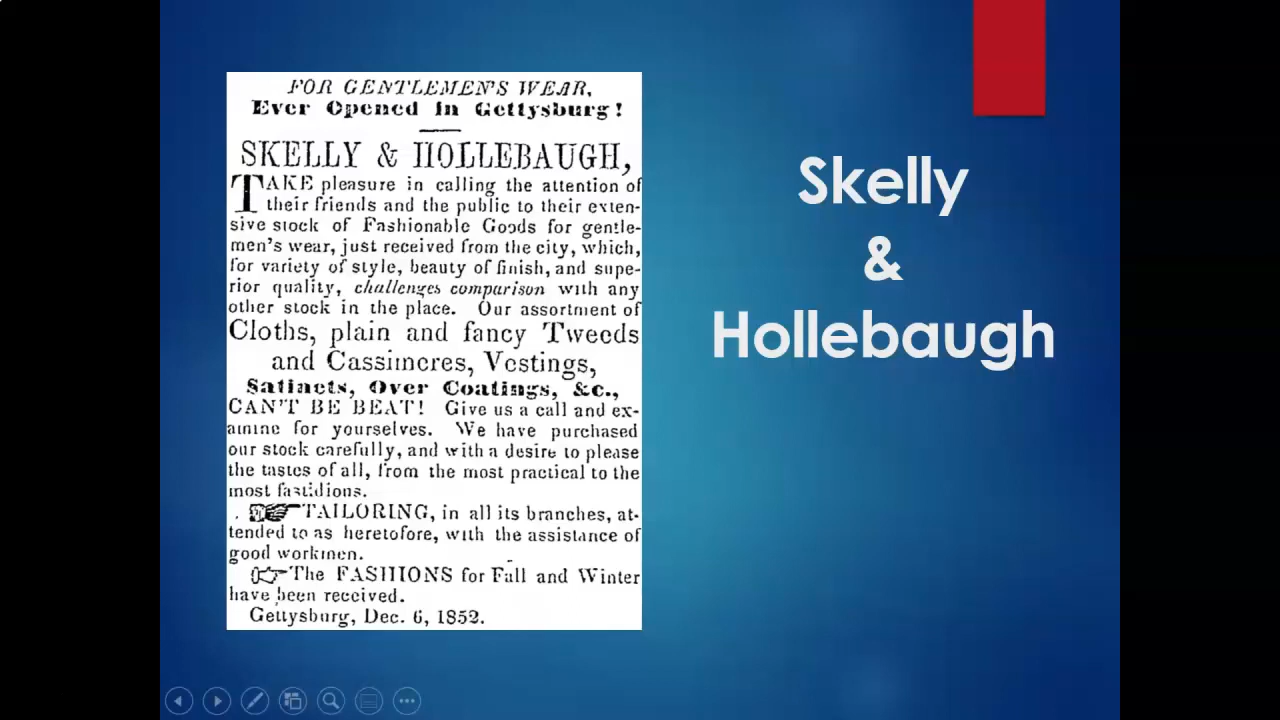 FOR GENTLEMEN'S WEAR,
Ever Opened in Gettysburg!
SKELLY & HOLLEBAUGH,
TAKE pleasure in calling the attention of
their friends and the public to their exten-
sive stock of Fashionable Goods for gentle-
men's wear, just received from the city, which,
for variety of style, beauty of finish, and supe-
rior quality, challenges comparison with any
other stock in the place. Our assortment of
Cloths, plain and fancy Tweeds
and Cassimeres, Vestings,
Satinets, Over Coatings, &c.,
CAN'T BE BEAT! Give us a call and ex-
amine for yourselves. We have purchased
our stock carefully, and with a desire to please
the tastes of all, from the most practical to the
most fastidious.
TAILORING, in all its branches, at-
tended to as heretofore, with the assistance of
good workmen.
The FASHIONS for Fall and Winter
have been received.
Gettysburg, Dec. 6, 1852.
Skelly
&
Hollebaugh